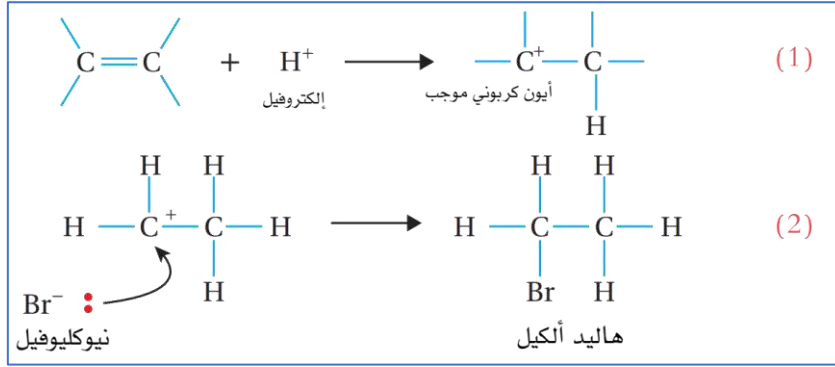 C=C + H⁺ → C⁺ C (1)
إلكتروفيل أيون كربوني موجب
H
H H H H
H C⁺ C H → H C C H (2)
H Br H
Br⁻ :
نيوكليوفيل هاليد ألكيل